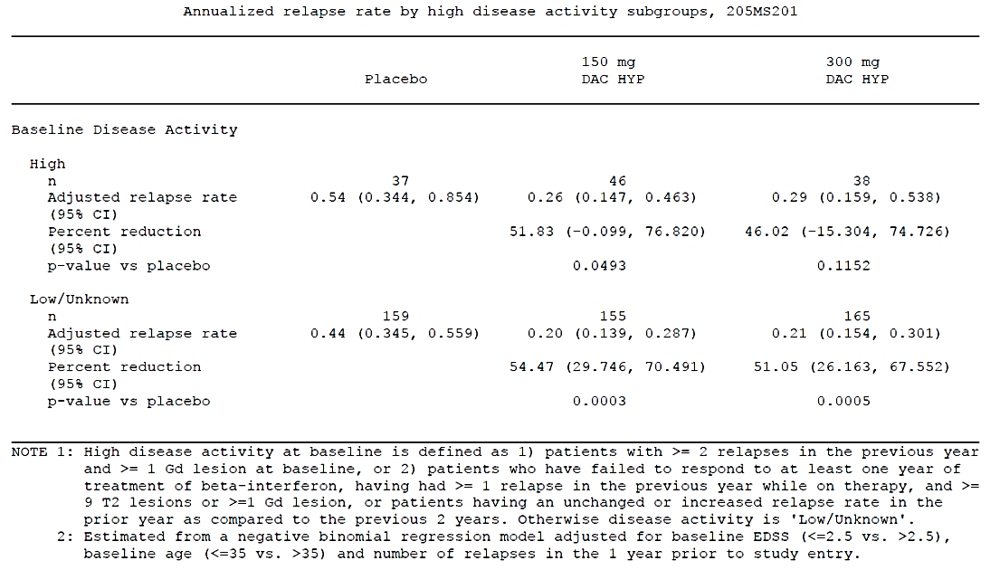 Annualized relapse rate by high disease activity subgroups, 205MS201
150 mg 300 mg
Placebo DAC HYP DAC HYP
Baseline Disease Activity
High
n 37 46 38
Adjusted relapse rate 0.54 (0.344, 0.854) 0.26 (0.147, 0.463) 0.29 (0.159, 0.538)
(95% CI)
Percent reduction 51.83 (-0.099, 76.820) 46.02 (-15.304, 74.726)
(95% CI)
p-value vs placebo 0.0493 0.1152
Low/Unknown
n 159 155 165
Adjusted relapse rate 0.44 (0.345, 0.559) 0.20 (0.139, 0.287) 0.21 (0.154, 0.301)
(95% CI)
Percent reduction 54.47 (29.746, 70.491) 51.05 (26.163, 67.552)
(95% CI)
p-value vs placebo 0.0003 0.0005
NOTE 1: High disease activity at baseline is defined as 1) patients with >= 2 relapses in the previous year
and >= 1 Gd lesion at baseline, or 2) patients who have failed to respond to at least one year of
treatment of beta-interferon, having had >= 1 relapse in the previous year while on therapy, and >=
9 T2 lesions or >=1 Gd lesion, or patients having an unchanged or increased relapse rate in the
prior year as compared to the previous 2 years. Otherwise disease activity is 'Low/Unknown'.
2: Estimated from a negative binomial regression model adjusted for baseline EDSS (<=2.5 vs. >2.5),
baseline age (<=35 vs. >35) and number of relapses in the 1 year prior to study entry.